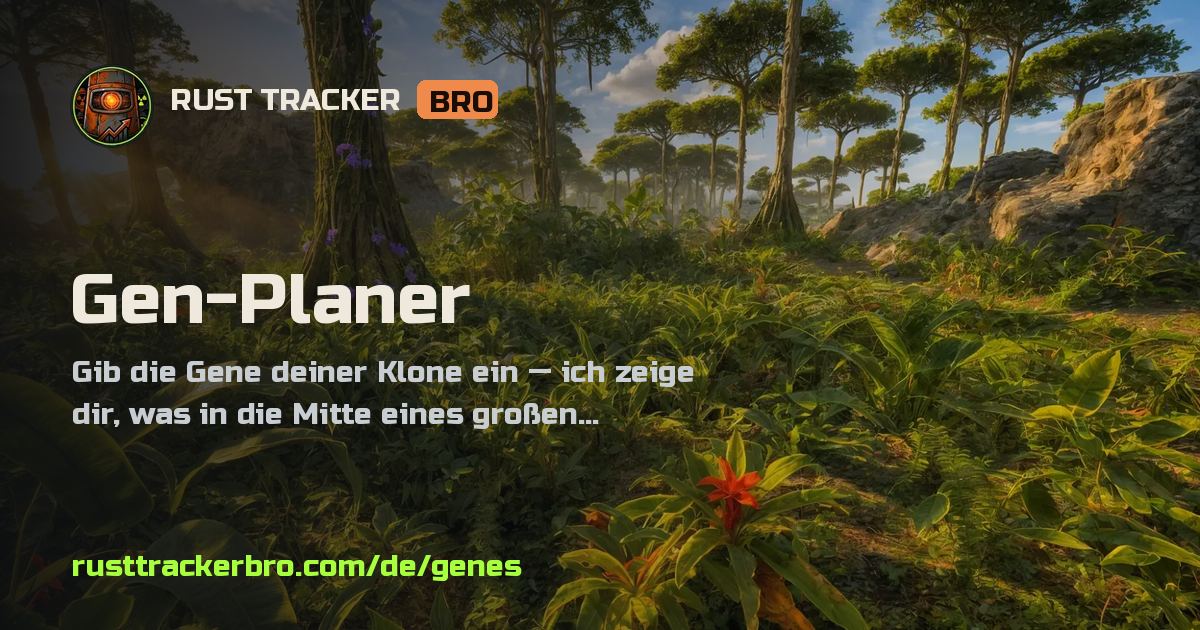 RUST TRACKER BRO
Gen-Planer
Gib die Gene deiner Klone ein — ich zeige
dir, was in die Mitte eines großen...
rusttrackerbro.com/de/genes